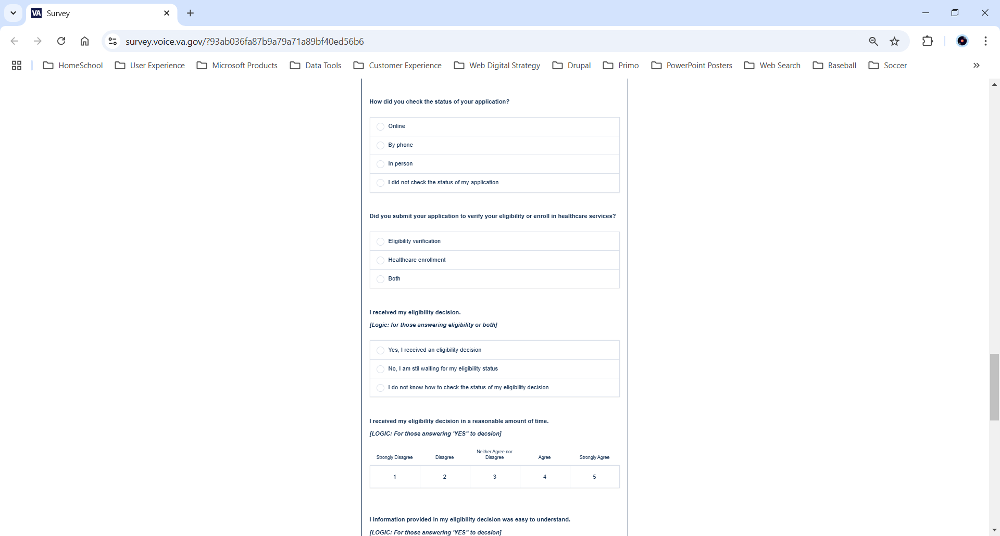 VA Survey
survey.voice.va.gov/?93ab036fa87b9a79a71a89bf40ed56b6
HomeSchool User Experience Microsoft Products Data Tools Customer Experience Web Digital Strategy Drupal Primo PowerPoint Posters Web Search Baseball Soccer
How did you check the status of your application?
Online
By phone
In person
I did not check the status of my application
Did you submit your application to verify your eligibility or enroll in healthcare services?
Eligibility verification
Healthcare enrollment
Both
I received my eligibility decision.
[Logic: for those answering eligibility or both]
Yes, I received an eligibility decision
No, I am stil waiting for my eligibility status
I do not know how to check the status of my eligibility decision
I received my eligibility decision in a reasonable amount of time.
[LOGIC: For those answering 'YES" to decsion]
Strongly Disagree Disagree Neither Agree nor Disagree Agree Strongly Agree
1 2 3 4 5
I information provided in my eligibility decision was easy to understand.
[LOGIC: For those answering 'YES" to decsion]